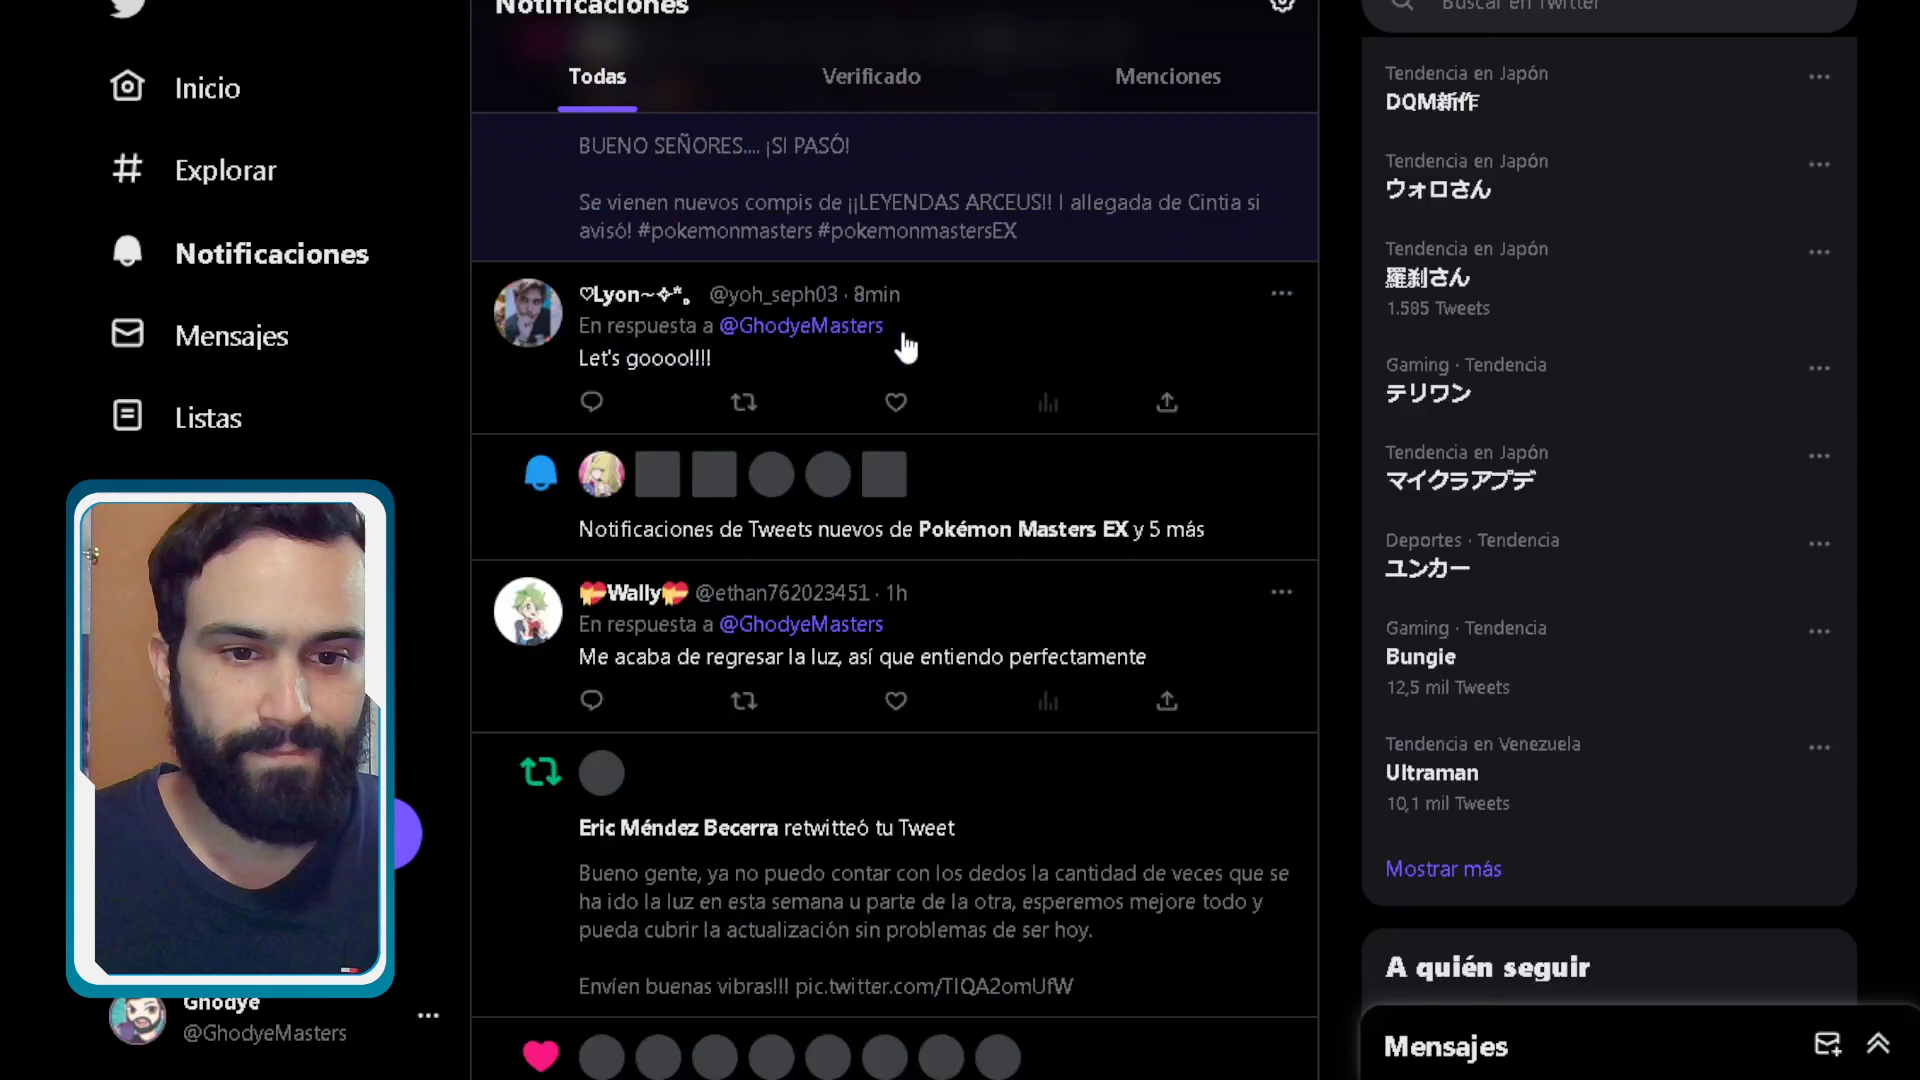 Inicio
Explorar
Notificaciones
Mensajes
Listas
Ghodye
@GhodyeMasters
Notificaciones
Todas
Verificado
Menciones
BUENO SEÑORES.... ¡SI PASÓ!
Se vienen nuevos compis de ¡¡LEYENDAS ARCEUS!! l allegada de Cintia si
avisó! #pokemonmasters #pokemonmastersEX
♡Lyon~✧*。 @yoh_seph03 · 8min
En respuesta a @GhodyeMasters
Let's goooo!!!!
Notificaciones de Tweets nuevos de Pokémon Masters EX y 5 más
💝Wally💝 @ethan762023451 · 1h
En respuesta a @GhodyeMasters
Me acaba de regresar la luz, así que entiendo perfectamente
Eric Méndez Becerra retwitteó tu Tweet
Bueno gente, ya no puedo contar con los dedos la cantidad de veces que se
ha ido la luz en esta semana u parte de la otra, esperemos mejore todo y
pueda cubrir la actualización sin problemas de ser hoy.
Envíen buenas vibras!!! pic.twitter.com/TIQA2omUfW
Buscar en Twitter
Tendencia en Japón
DQM新作
Tendencia en Japón
ウォロさん
Tendencia en Japón
羅刹さん
1.585 Tweets
Gaming · Tendencia
テリワン
Tendencia en Japón
マイクラアプデ
Deportes · Tendencia
ユンカー
Gaming · Tendencia
Bungie
12,5 mil Tweets
Tendencia en Venezuela
Ultraman
10,1 mil Tweets
Mostrar más
A quién seguir
Mensajes